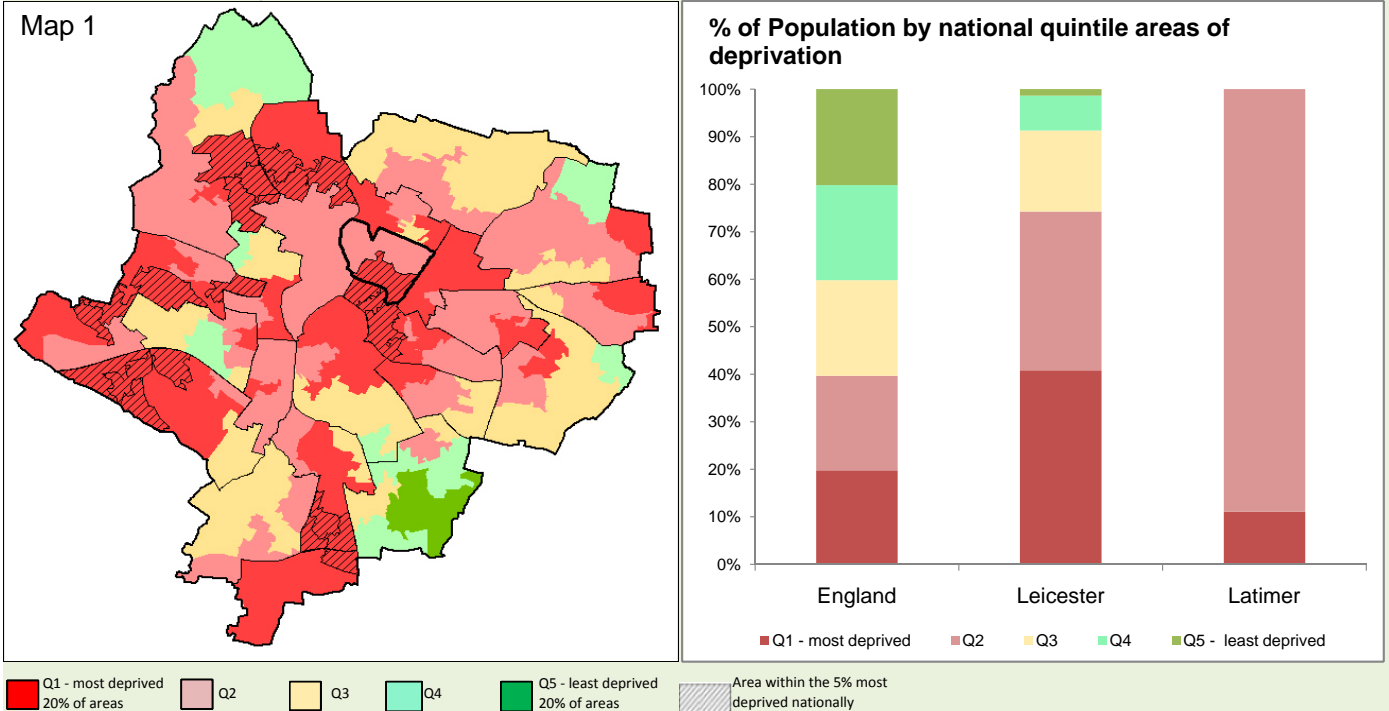 Map 1
% of Population by national quintile areas of
deprivation
100%
90%
80%
70%
60%
50%
40%
30%
20%
10%
0%
England Leicester Latimer
Q1 - most deprived Q2 Q3 Q4 Q5 - least deprived
Q1 - most deprived
20% of areas
Q2
Q3
Q4
Q5 - least deprived
20% of areas
Area within the 5% most
deprived nationally